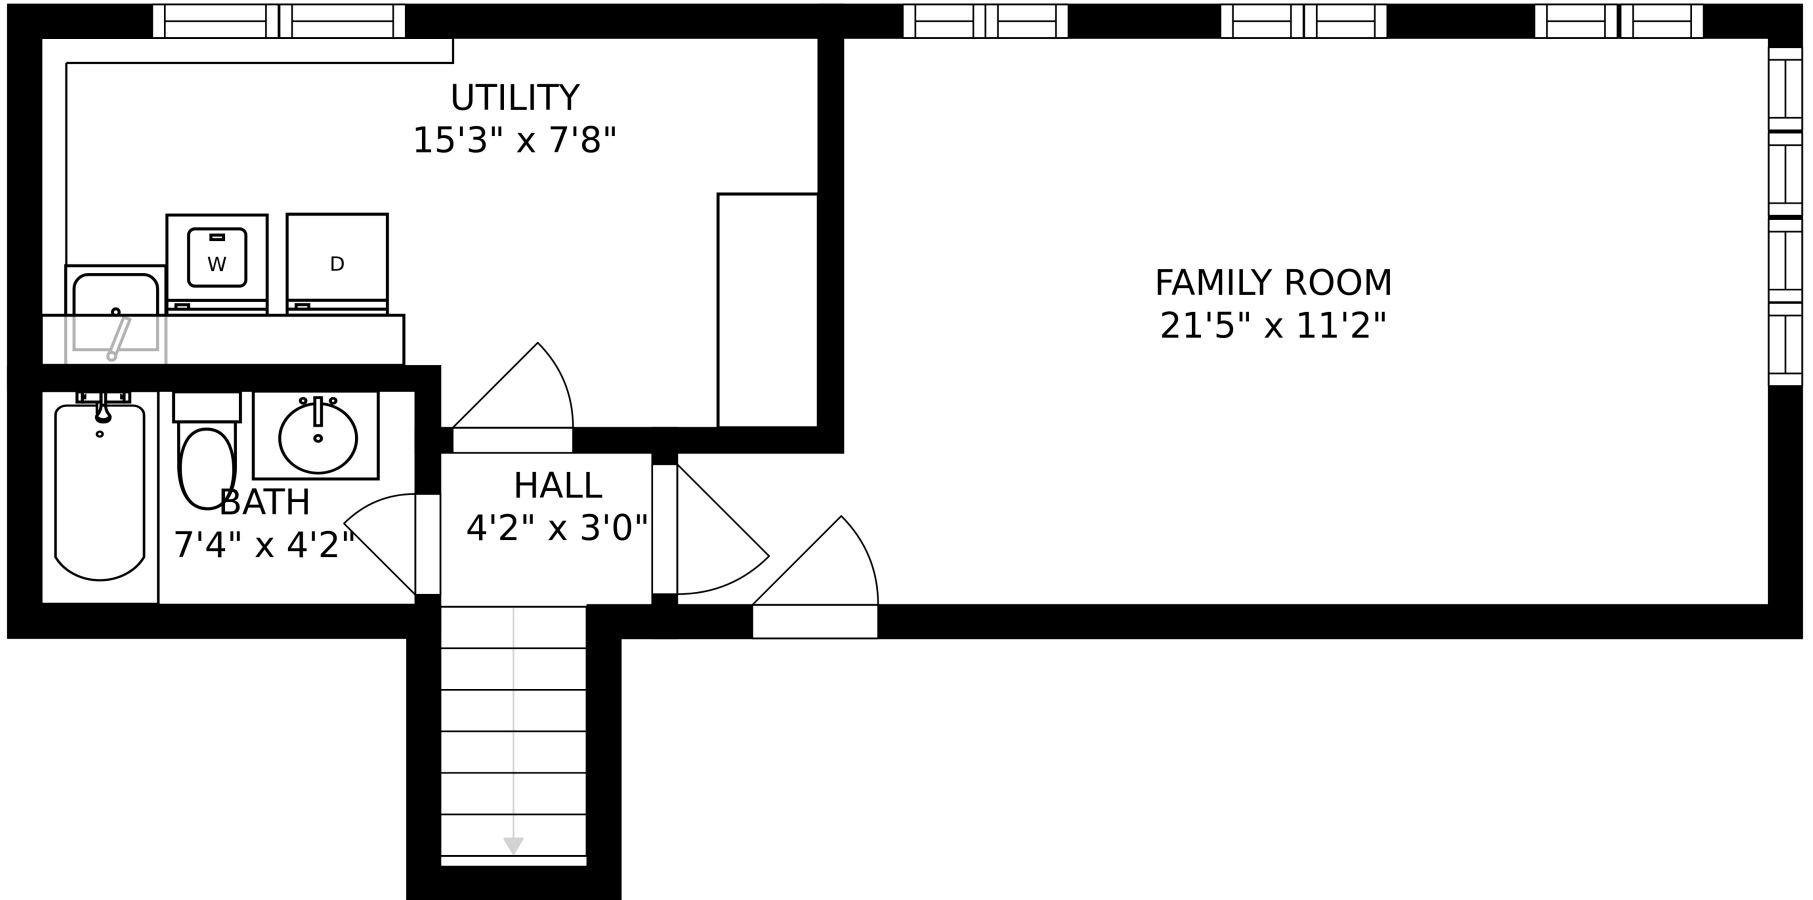 UTILITY
15'3" x 7'8"
W
D
FAMILY ROOM
21'5" x 11'2"
HALL
4'2" x 3'0"
BATH
7'4" x 4'2"